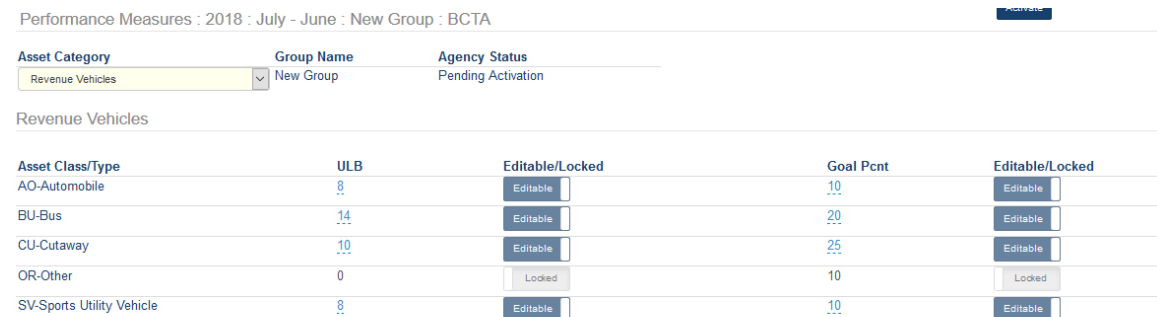 Performance Measures : 2018 : July - June : New Group : BCTA
Activate
Asset Category Group Name Agency Status
Revenue Vehicles New Group Pending Activation
Revenue Vehicles
Asset Class/Type ULB Editable/Locked Goal Pcnt Editable/Locked
AO-Automobile 8 Editable 10 Editable
BU-Bus 14 Editable 20 Editable
CU-Cutaway 10 Editable 25 Editable
OR-Other 0 Locked 10 Locked
SV-Sports Utility Vehicle 8 Editable 10 Editable